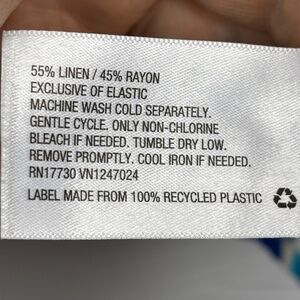 55% LINEN / 45% RAYON
EXCLUSIVE OF ELASTIC
MACHINE WASH COLD SEPARATELY.
GENTLE CYCLE. ONLY NON-CHLORINE
BLEACH IF NEEDED. TUMBLE DRY LOW.
REMOVE PROMPTLY. COOL IRON IF NEEDED.
RN17730 VN1247024
LABEL MADE FROM 100% RECYCLED PLASTIC